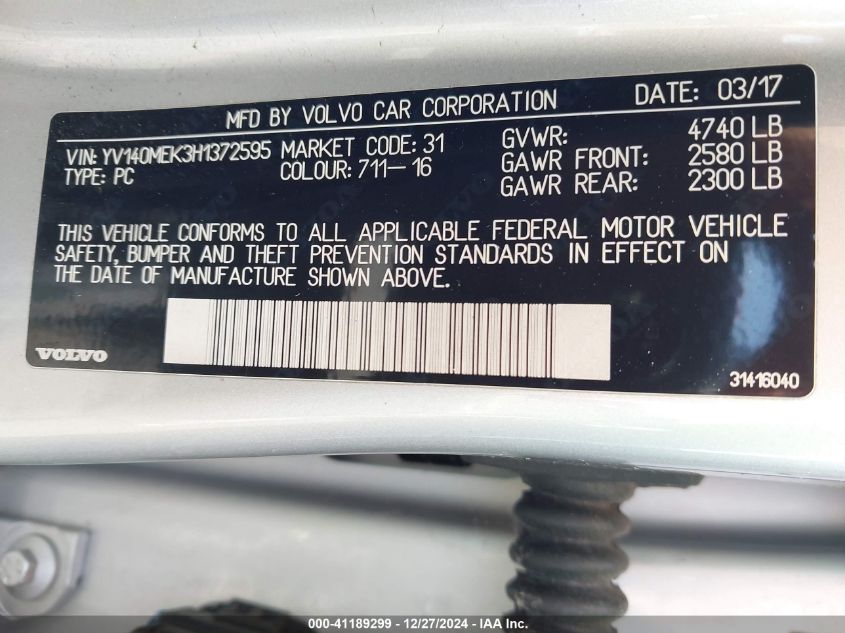 MFD BY VOLVO CAR CORPORATION DATE: 03/17
VIN: YV140MEK3H1372595 MARKET CODE: 31 GVWR: 4740 LB
TYPE: PC COLOUR: 711-16 GAWR FRONT: 2580 LB
GAWR REAR: 2300 LB
THIS VEHICLE CONFORMS TO ALL APPLICABLE FEDERAL MOTOR VEHICLE
SAFETY, BUMPER AND THEFT PREVENTION STANDARDS IN EFFECT ON
THE DATE OF MANUFACTURE SHOWN ABOVE.
VOLVO
31416040
000-41189299 - 12/27/2024 - IAA Inc.